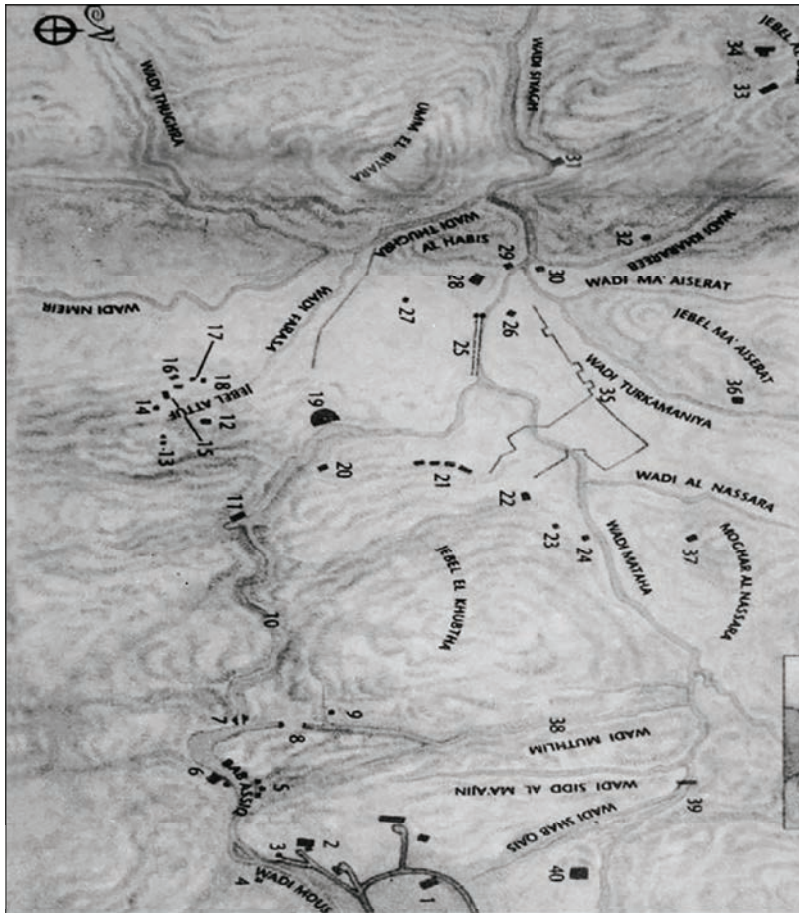 N
WADI THUGHRA
UMM EL BIYARA
WADI SIYAGH
JEBEL AL
34
33
31
WADI THUGHRA
AL HABIS
32
WADI KHARAREEB
29
30
WADI MA'AISERAT
28
WADI NMEIR
WADI FARASA
27
26
25
JEBEL MA'AISERAT
WADI TURKAMANIYA
35
36
17
16
18
JEBEL ATTUF
14
12
13
15
19
20
21
22
WADI AL NASSARA
11
23
24
37
MOGHAR AL NASSARA
WADI MATAHA
JEBEL EL KHUBTHA
10
9
7
8
38
WADI MUTHLIM
BAB ASSIQ
6
5
WADI SIDD AL MA'AJIN
39
WADI SHAB QAIS
3
2
4
WADI MOUS
1
40